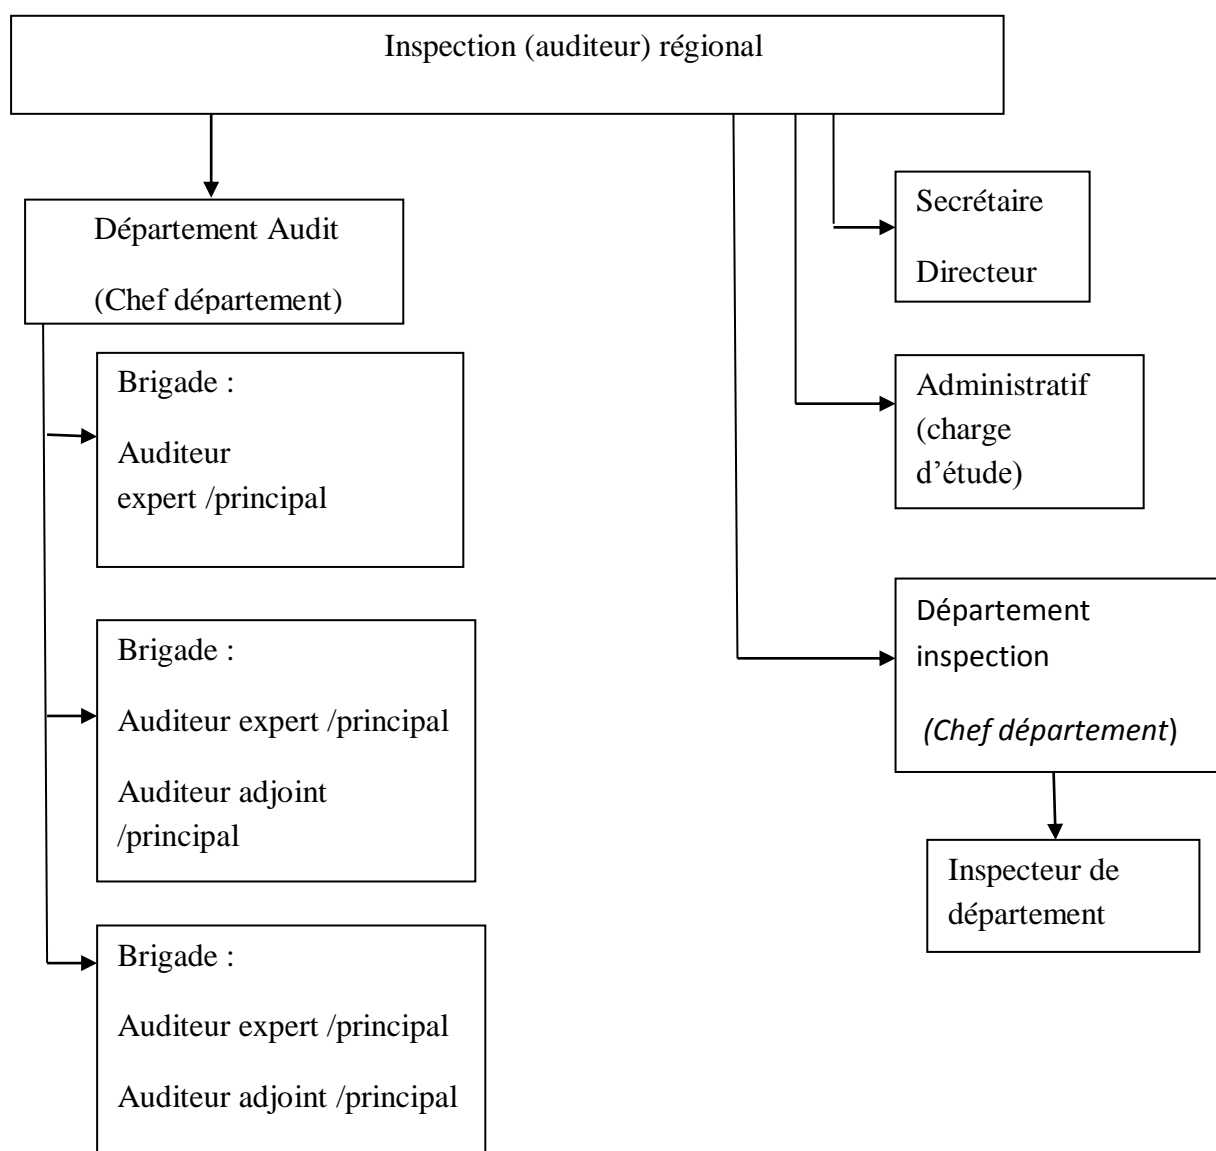 Inspection (auditeur) régional
Département Audit
(Chef département)
Brigade :
Auditeur
expert /principal
Brigade :
Auditeur expert /principal
Auditeur adjoint
/principal
Brigade :
Auditeur expert /principal
Auditeur adjoint /principal
Secrétaire
Directeur
Administratif
(charge
d’étude)
Département
inspection
(Chef département)
Inspecteur de
département